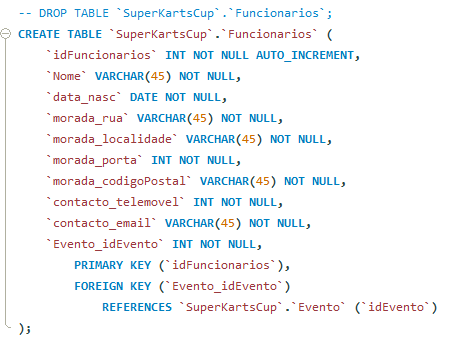 -- DROP TABLE `SuperKartsCup`.`Funcionarios`;
CREATE TABLE `SuperKartsCup`.`Funcionarios` (
`idFuncionarios` INT NOT NULL AUTO_INCREMENT,
`Nome` VARCHAR(45) NOT NULL,
`data_nasc` DATE NOT NULL,
`morada_rua` VARCHAR(45) NOT NULL,
`morada_localidade` VARCHAR(45) NOT NULL,
`morada_porta` INT NOT NULL,
`morada_codigoPostal` VARCHAR(45) NOT NULL,
`contacto_telemovel` INT NOT NULL,
`contacto_email` VARCHAR(45) NOT NULL,
`Evento_idEvento` INT NOT NULL,
PRIMARY KEY (`idFuncionarios`),
FOREIGN KEY (`Evento_idEvento`)
REFERENCES `SuperKartsCup`.`Evento` (`idEvento`)
);